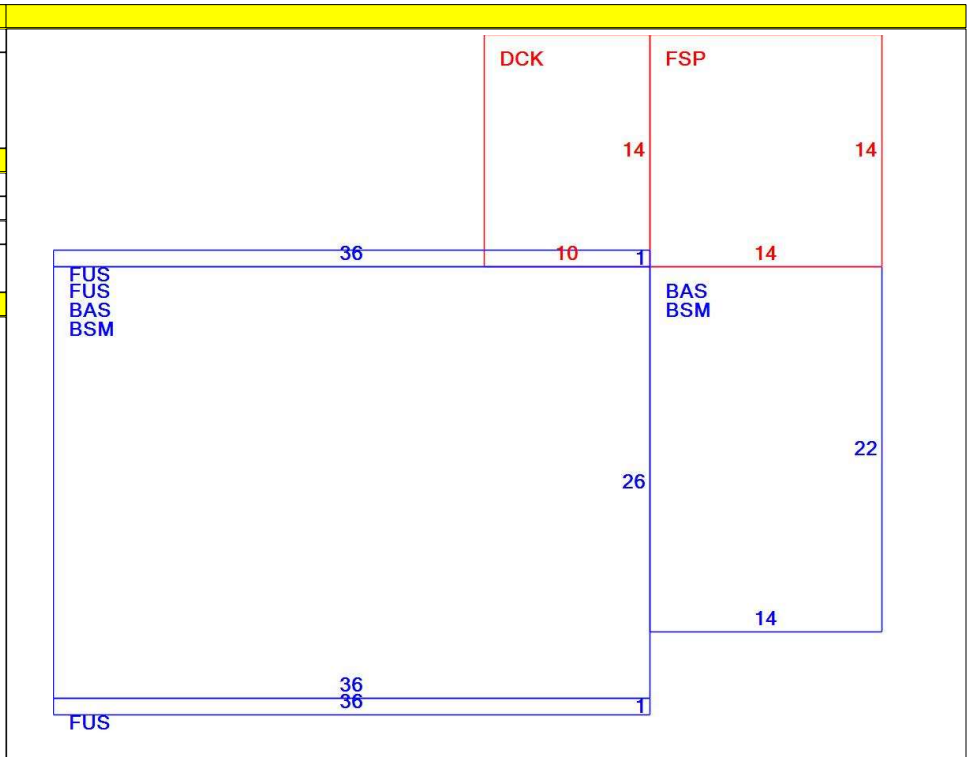 DCK FSP
14 14
36 10 1 14
FUS
FUS BAS
BAS BSM
BSM
22
26
14
36
36 1
FUS